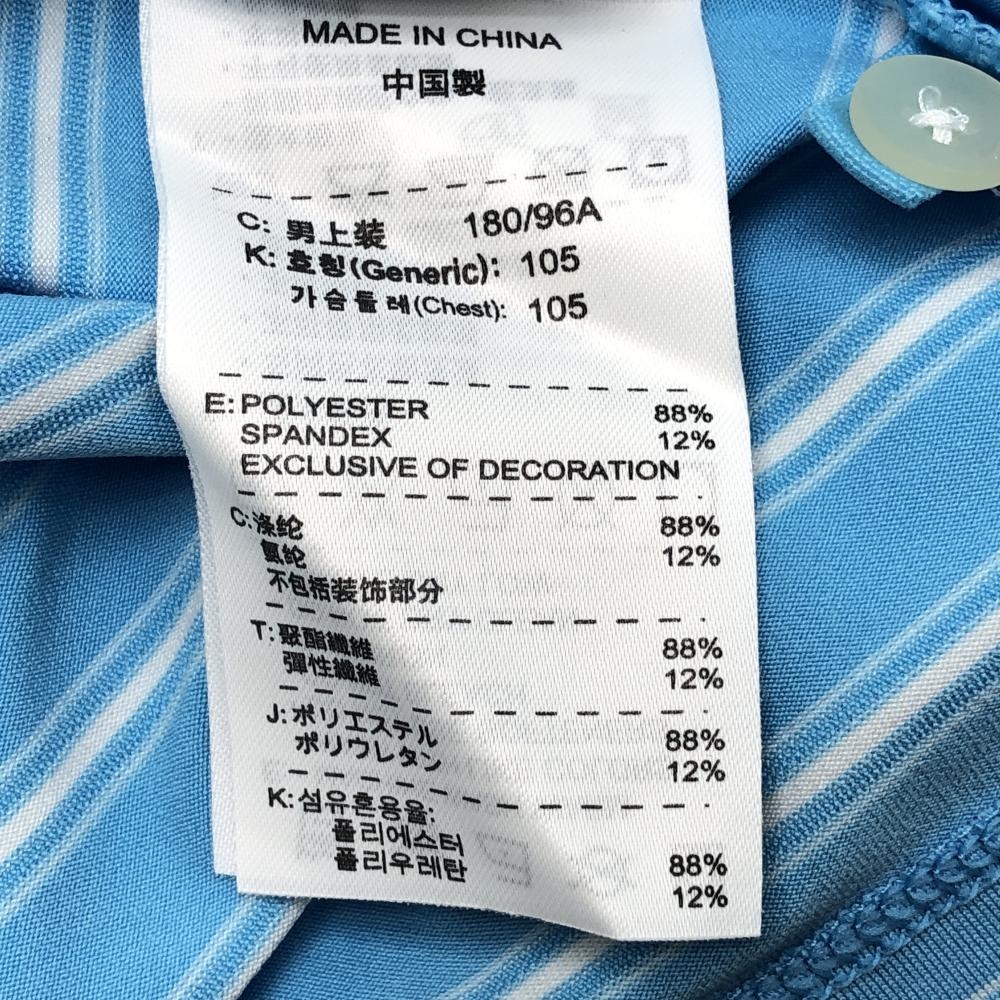 MADE IN CHINA
中国製
C: 男上装 180/96A
K: 호칭(Generic): 105
가슴둘레(Chest): 105
E: POLYESTER 88%
SPANDEX 12%
EXCLUSIVE OF DECORATION
C: 涤纶 88%
氨纶 12%
不包括装饰部分
T: 聚酯纖維 88%
彈性纖維 12%
J: ポリエステル 88%
ポリウレタン 12%
K: 섬유혼용율:
폴리에스터 88%
폴리우레탄 12%